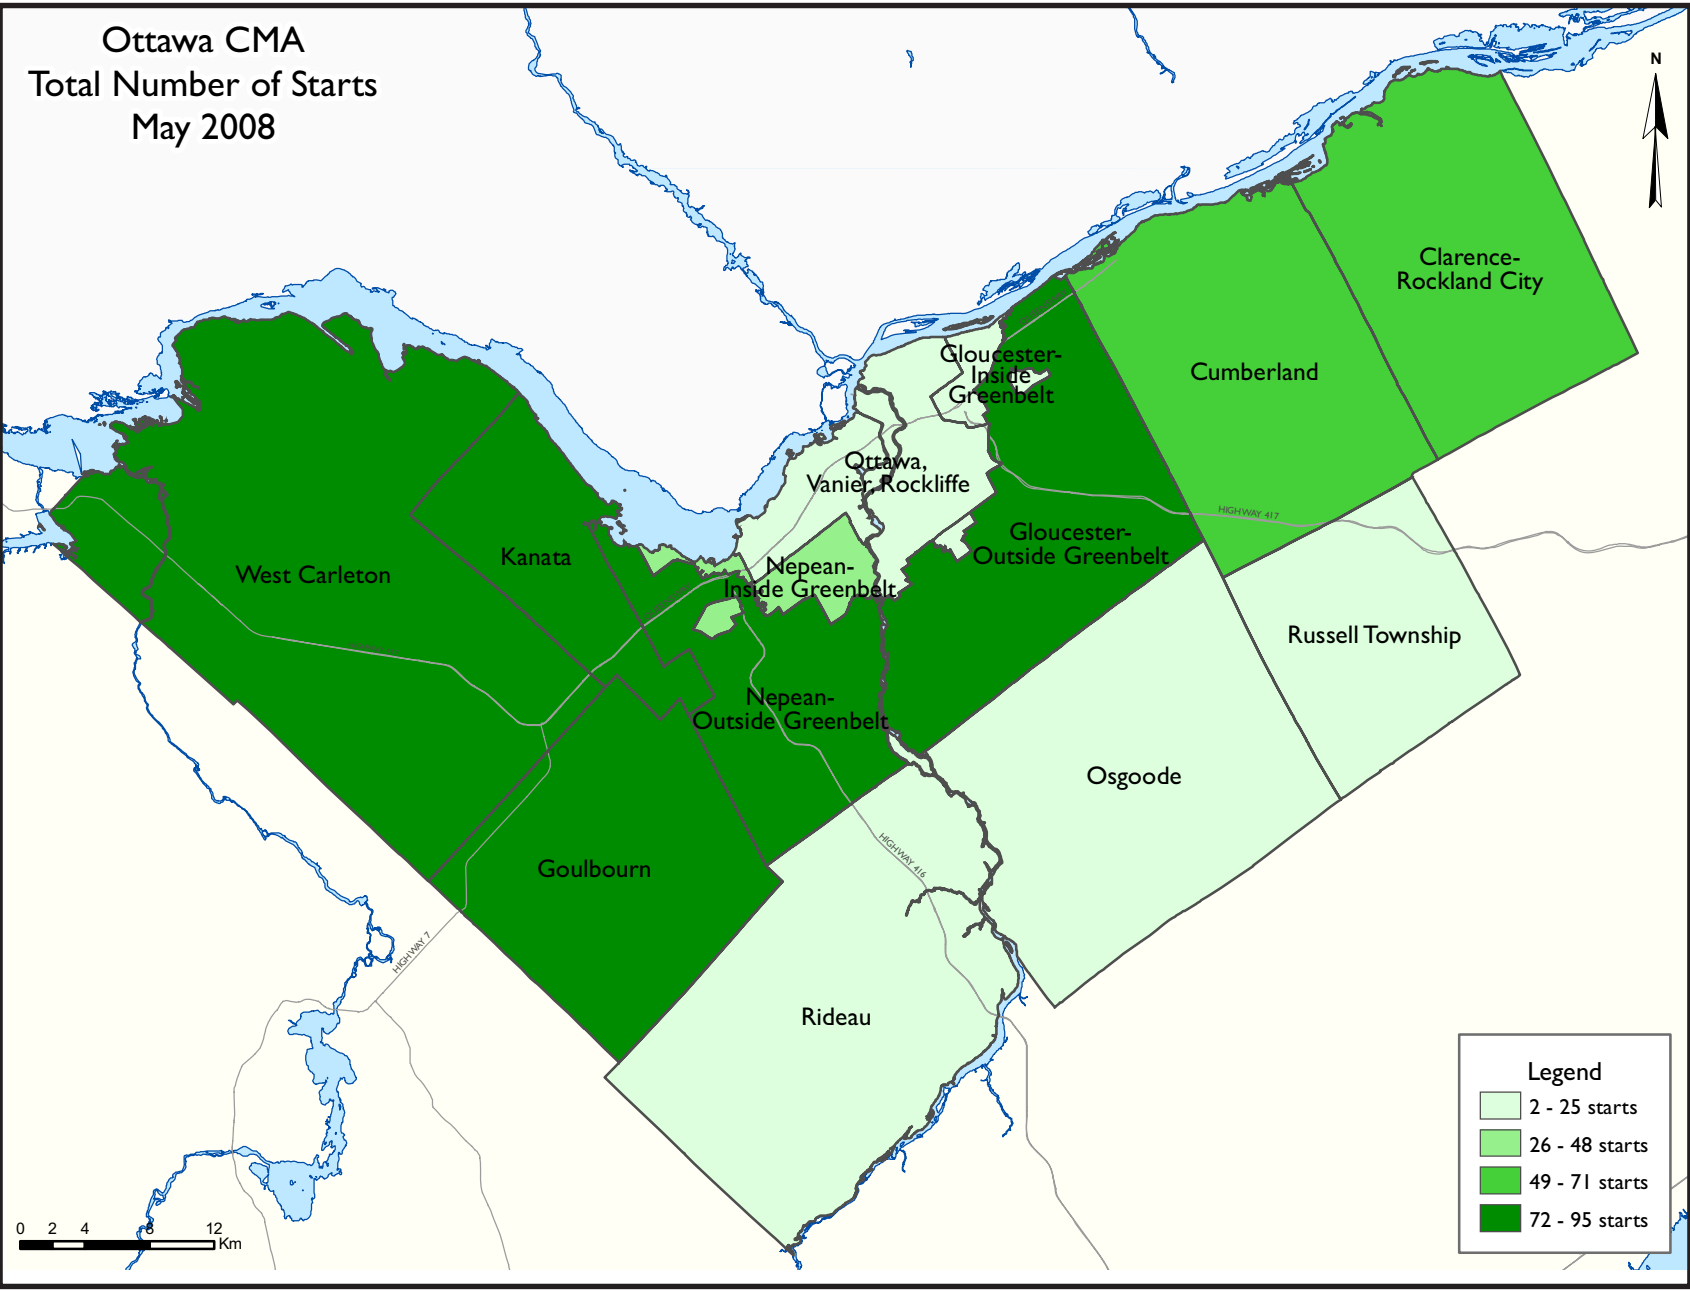 Ottawa CMA
Total Number of Starts
May 2008
N
Clarence-
Rockland City
Cumberland
Gloucester-
Inside
Greenbelt
Ottawa,
Vanier, Rockliffe
HIGHWAY 417
Gloucester-
Outside Greenbelt
Kanata
West Carleton
Nepean-
Inside Greenbelt
Russell Township
Nepean-
Outside Greenbelt
Osgoode
HIGHWAY 416
Goulbourn
HIGHWAY 7
Rideau
Legend
2 - 25 starts
26 - 48 starts
49 - 71 starts
72 - 95 starts
0 2 4 8 12
Km